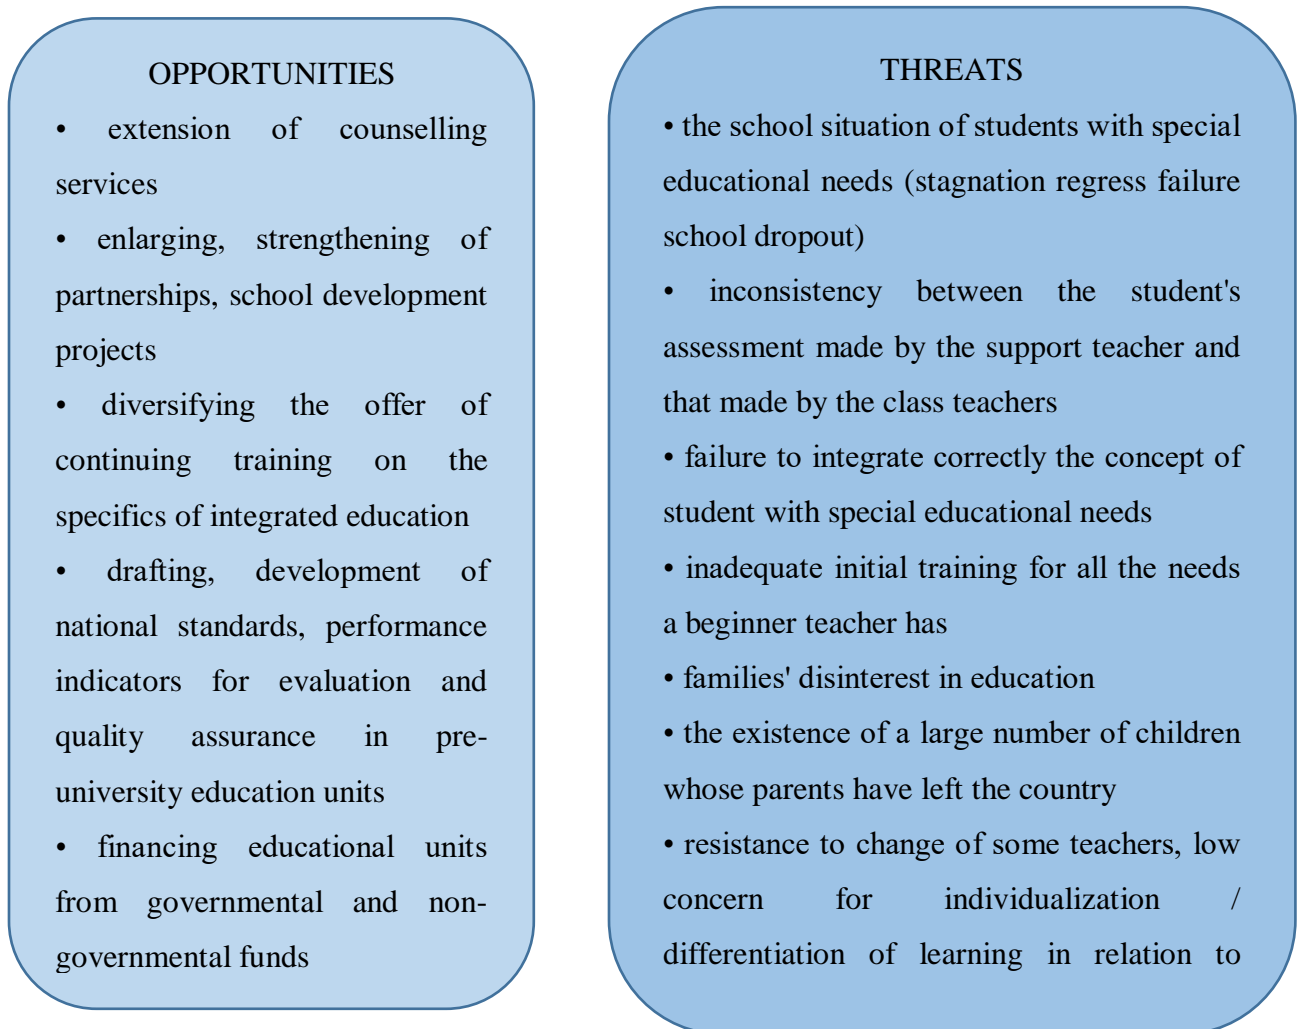 OPPORTUNITIES
• extension of counselling
services
• enlarging, strengthening of
partnerships, school development
projects
• diversifying the offer of
continuing training on the
specifics of integrated education
• drafting, development of
national standards, performance
indicators for evaluation and
quality assurance in pre-
university education units
• financing educational units
from governmental and non-
governmental funds
THREATS
• the school situation of students with special
educational needs (stagnation regress failure
school dropout)
• inconsistency between the student's
assessment made by the support teacher and
that made by the class teachers
• failure to integrate correctly the concept of
student with special educational needs
• inadequate initial training for all the needs
a beginner teacher has
• families' disinterest in education
• the existence of a large number of children
whose parents have left the country
• resistance to change of some teachers, low
concern for individualization /
differentiation of learning in relation to